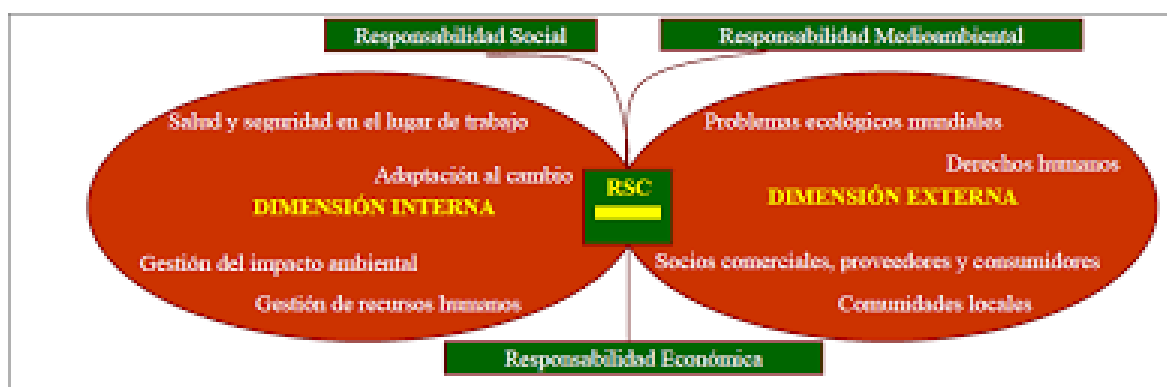 Responsabilidad Social
Responsabilidad Medioambiental
Salud y seguridad en el lugar de trabajo
Adaptación al cambio
DIMENSIÓN INTERNA
Gestión del impacto ambiental
Gestión de recursos humanos
RSC
Problemas ecológicos mundiales
Derechos humanos
DIMENSIÓN EXTERNA
Socios comerciales, proveedores y consumidores
Comunidades locales
Responsabilidad Económica